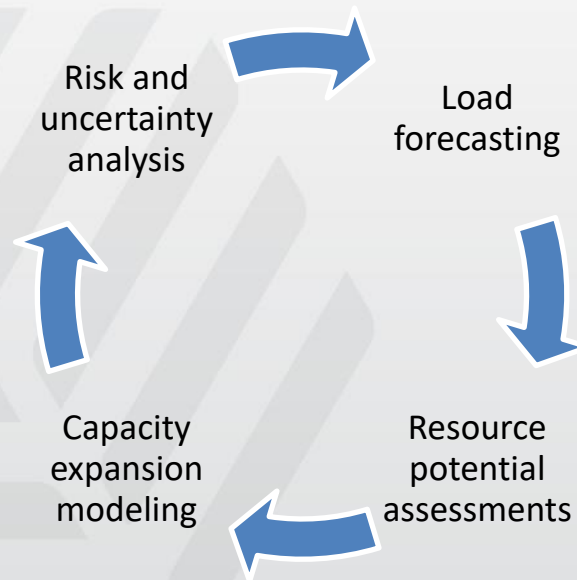 Risk and
uncertainty
analysis
Load
forecasting
Resource
potential
assessments
Capacity
expansion
modeling